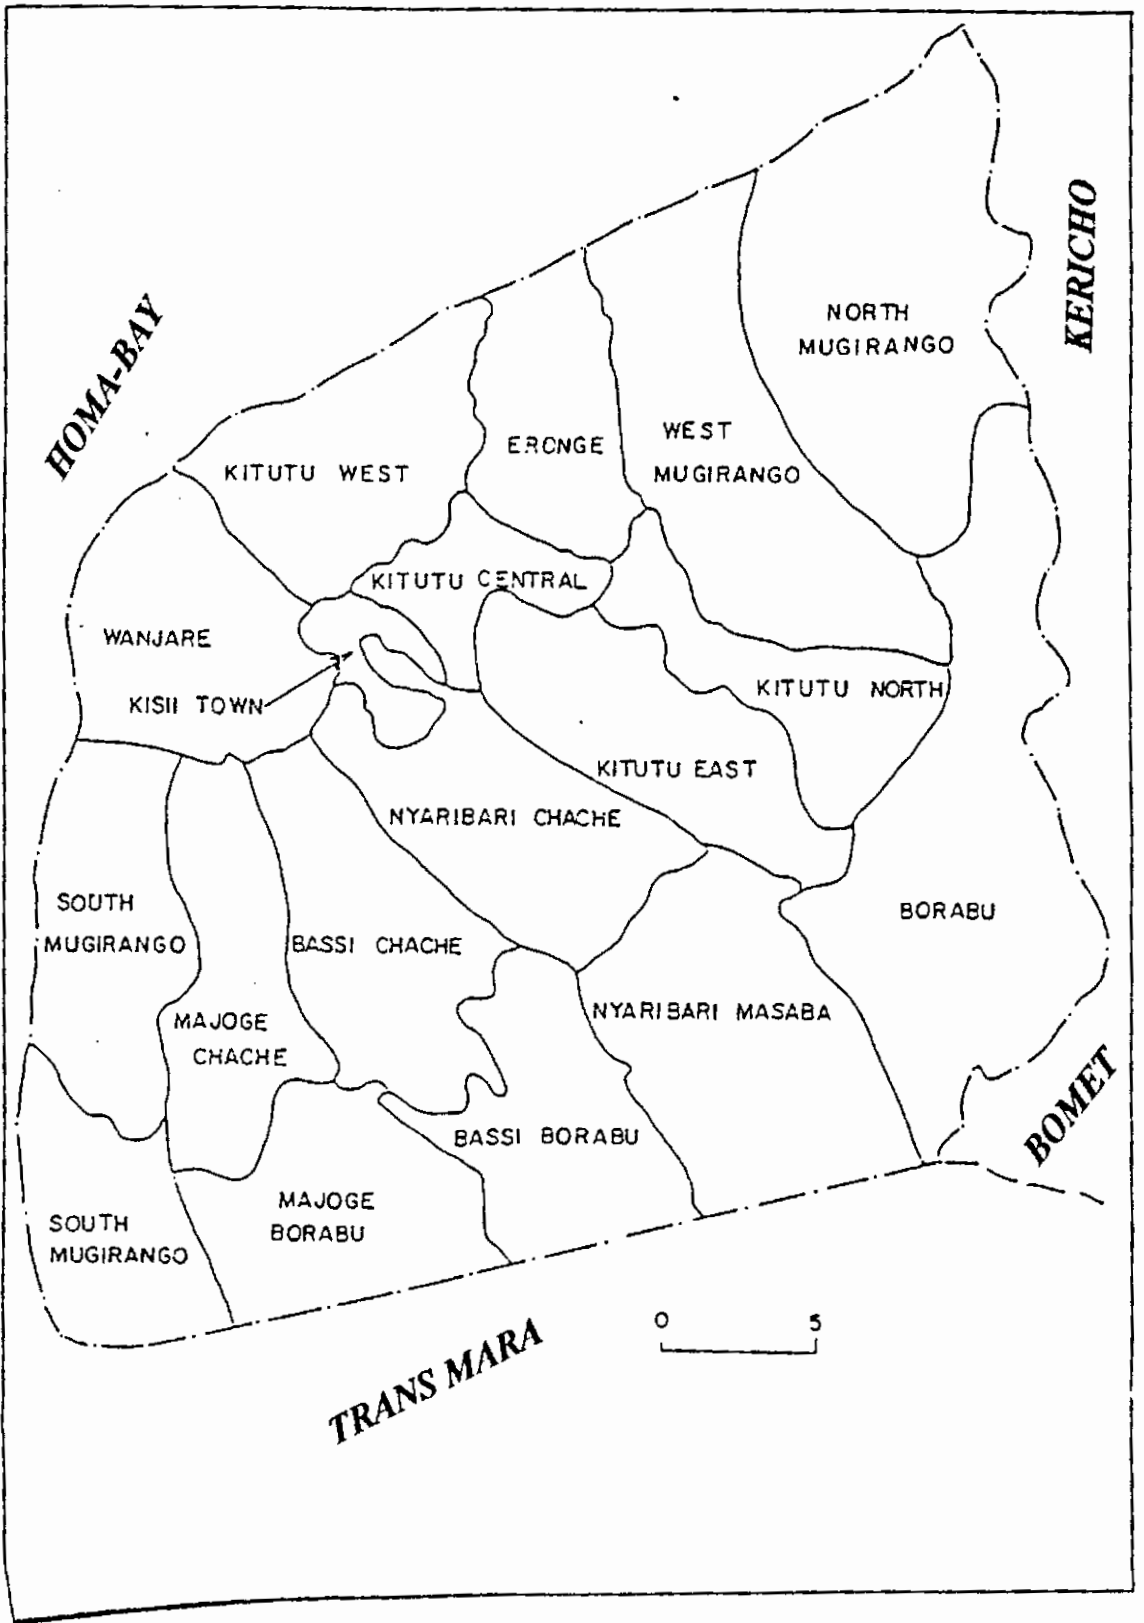 KERICHO
HOMA-BAY
NORTH
MUGIRANGO
WEST
MUGIRANGO
ERONGE
KITUTU WEST
KITUTU CENTRAL
WANJARE
KISII TOWN
KITUTU NORTH
KITUTU EAST
NYARIBARI CHACHE
SOUTH
MUGIRANGO
BASSI CHACHE
BORABU
NYARIBARI MASABA
MAJOGE
CHACHE
BOMET
BASSI BORABU
MAJOGE
BORABU
SOUTH
MUGIRANGO
0 5
TRANS MARA